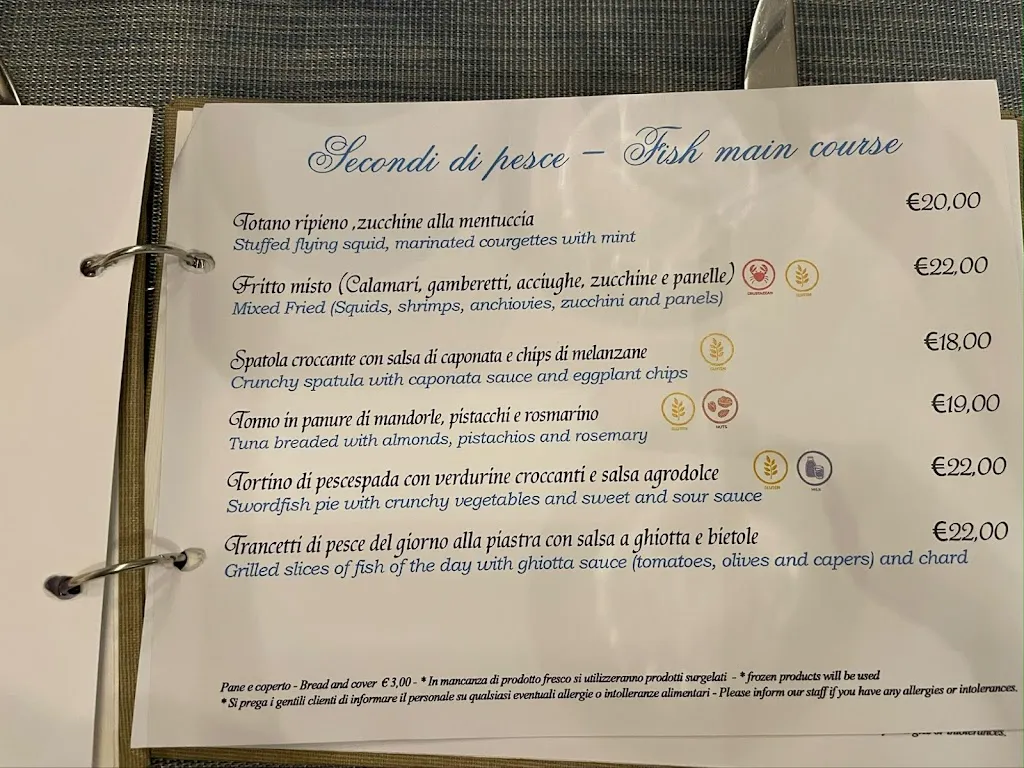 Secondi di pesce – Fish main course
Totano ripieno ,zucchine alla mentuccia €20,00
Stuffed flying squid, marinated courgettes with mint
Fritto misto (Calamari, gamberetti, acciughe, zucchine e panelle) €22,00
Mixed Fried (Squids, shrimps, anchiovies, zucchini and panels)
Spatola croccante con salsa di caponata e chips di melanzane €18,00
Crunchy spatula with caponata sauce and eggplant chips
Tonno in panure di mandorle, pistacchi e rosmarino €19,00
NUTS
Tuna breaded with almonds, pistachios and rosemary
Tortino di pescespada con verdurine croccanti e salsa agrodolce €22,00
MILK
Swordfish pie with crunchy vegetables and sweet and sour sauce
Trancetti di pesce del giorno alla piastra con salsa a ghiotta e bietole €22,00
Grilled slices of fish of the day with ghiotta sauce (tomatoes, olives and capers) and chard
Pane e coperto - Bread and cover €3,00 - * In mancanza di prodotto fresco si utilizzeranno prodotti surgelati - * frozen products will be used
* Si prega i gentili clienti di informare il personale su qualsiasi eventuali allergie o intolleranze alimentari - Please inform our staff if you have any allergies or intolerances.